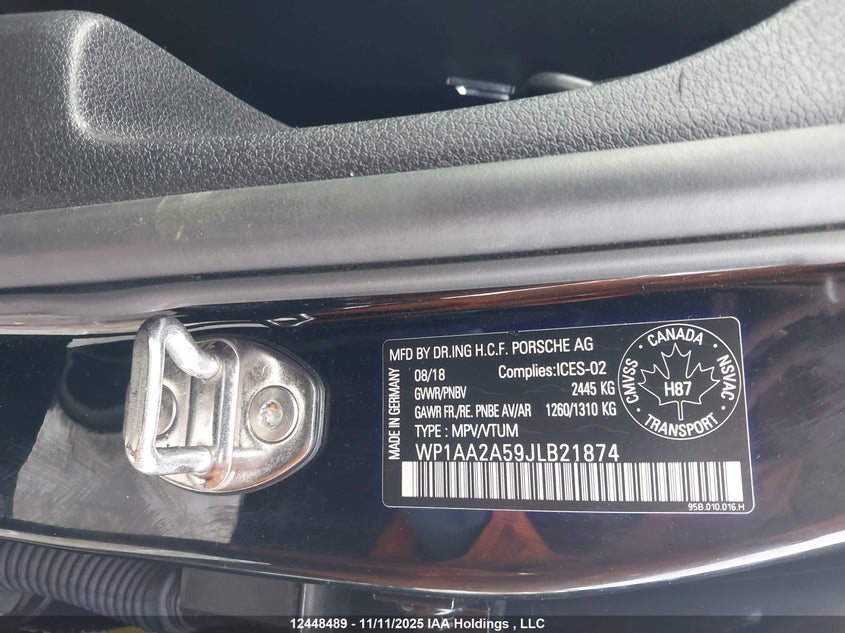 MADE IN GERMANY
MFD BY DR.ING H.C.F. PORSCHE AG
08/18 Complies:ICES-02
GVWR/PNBV 2445 KG
GAWR FR./RE. PNBE AV/AR 1260/1310 KG
TYPE : MPV/VTUM
WP1AA2A59JLB21874
95B.010.016.H
CANADA
CMVSS
H87
NSVAC
TRANSPORT
12448489 - 11/11/2025 IAA Holdings , LLC